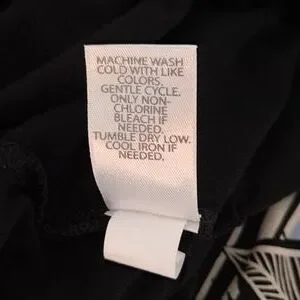 MACHINE WASH
COLD WITH LIKE
COLORS.
GENTLE CYCLE.
ONLY NON-
CHLORINE
BLEACH IF
NEEDED.
TUMBLE DRY LOW.
COOL IRON IF
NEEDED.